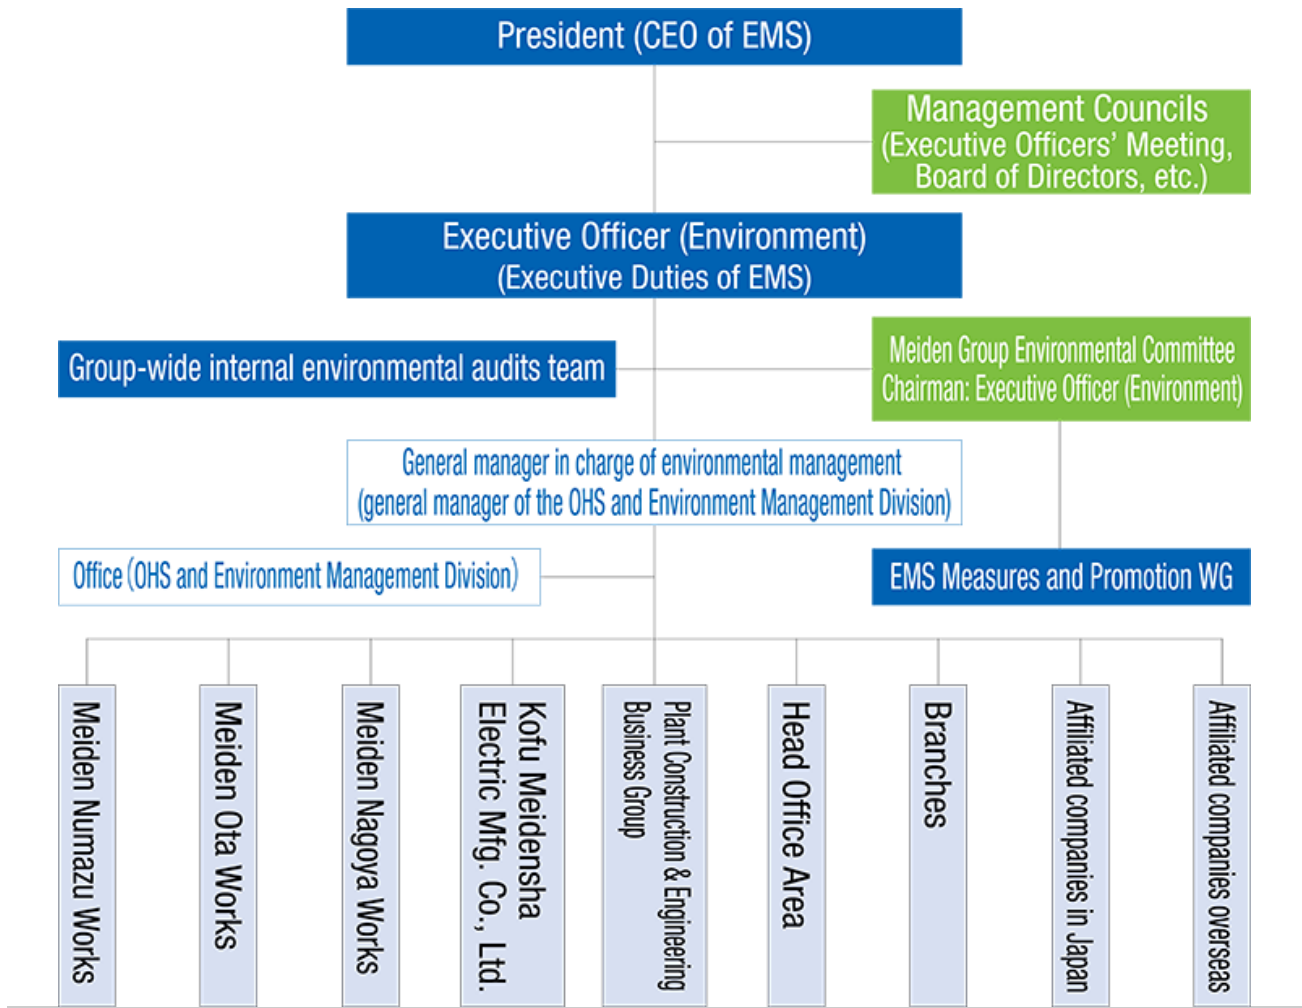 President (CEO of EMS)
Management Councils
(Executive Officers’ Meeting,
Board of Directors, etc.)
Executive Officer (Environment)
(Executive Duties of EMS)
Group-wide internal environmental audits team
Meiden Group Environmental Committee
Chairman: Executive Officer (Environment)
General manager in charge of environmental management
(general manager of the OHS and Environment Management Division)
Office (OHS and Environment Management Division)
EMS Measures and Promotion WG
Meiden Numazu Works
Meiden Ota Works
Meiden Nagoya Works
Kofu Meidensha
Electric Mfg. Co., Ltd.
Plant Construction & Engineering
Business Group
Head Office Area
Branches
Affiliated companies in Japan
Affiliated companies overseas